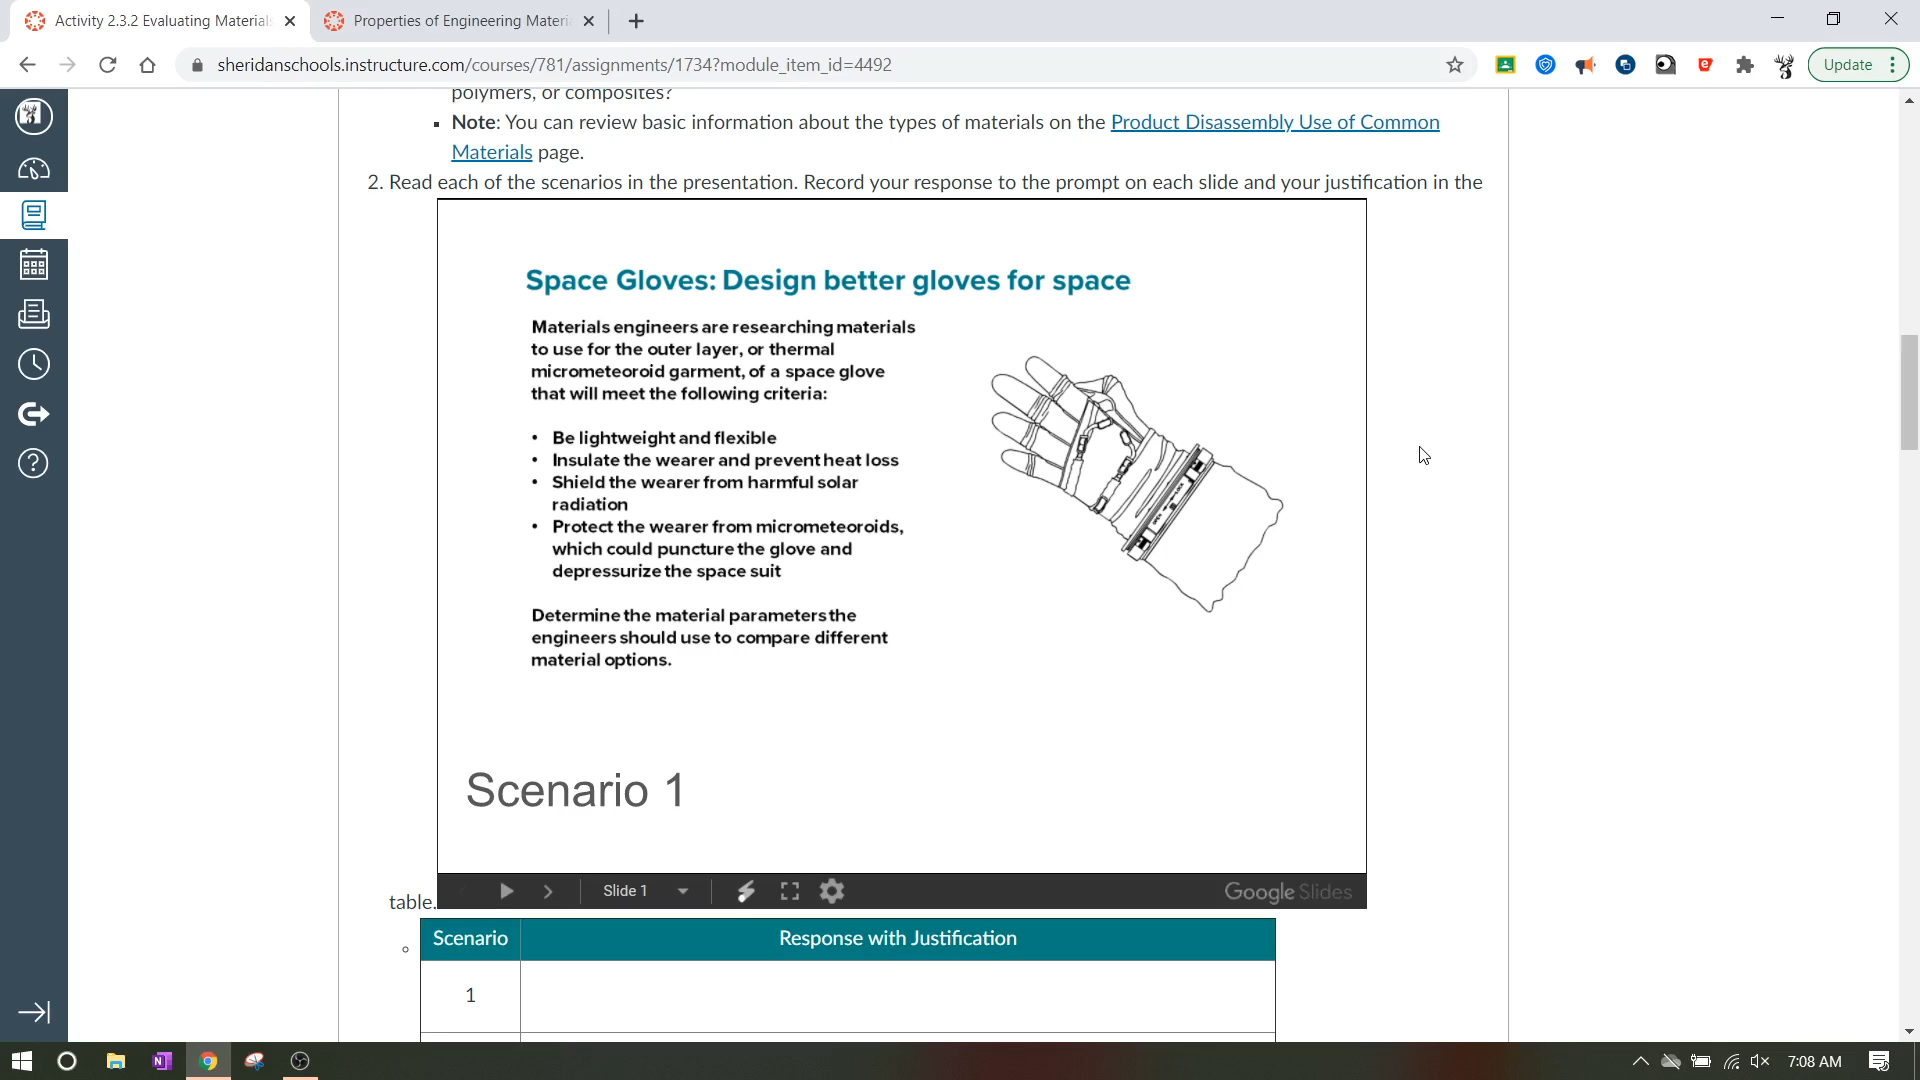 Activity 2.3.2 Evaluating Materials
Properties of Engineering Materi
sheridanschools.instructure.com/courses/781/assignments/1734?module_item_id=4492
Update
polymers, or composites?
Note: You can review basic information about the types of materials on the Product Disassembly Use of Common
Materials page.
2. Read each of the scenarios in the presentation. Record your response to the prompt on each slide and your justification in the
Space Gloves: Design better gloves for space
Materials engineers are researching materials
to use for the outer layer, or thermal
micrometeoroid garment, of a space glove
that will meet the following criteria:
• Be lightweight and flexible
• Insulate the wearer and prevent heat loss
• Shield the wearer from harmful solar
radiation
• Protect the wearer from micrometeoroids,
which could puncture the glove and
depressurize the space suit
Determine the material parameters the
engineers should use to compare different
material options.
Scenario 1
Slide 1
Google Slides
table.
Scenario
Response with Justification
1
7:08 AM